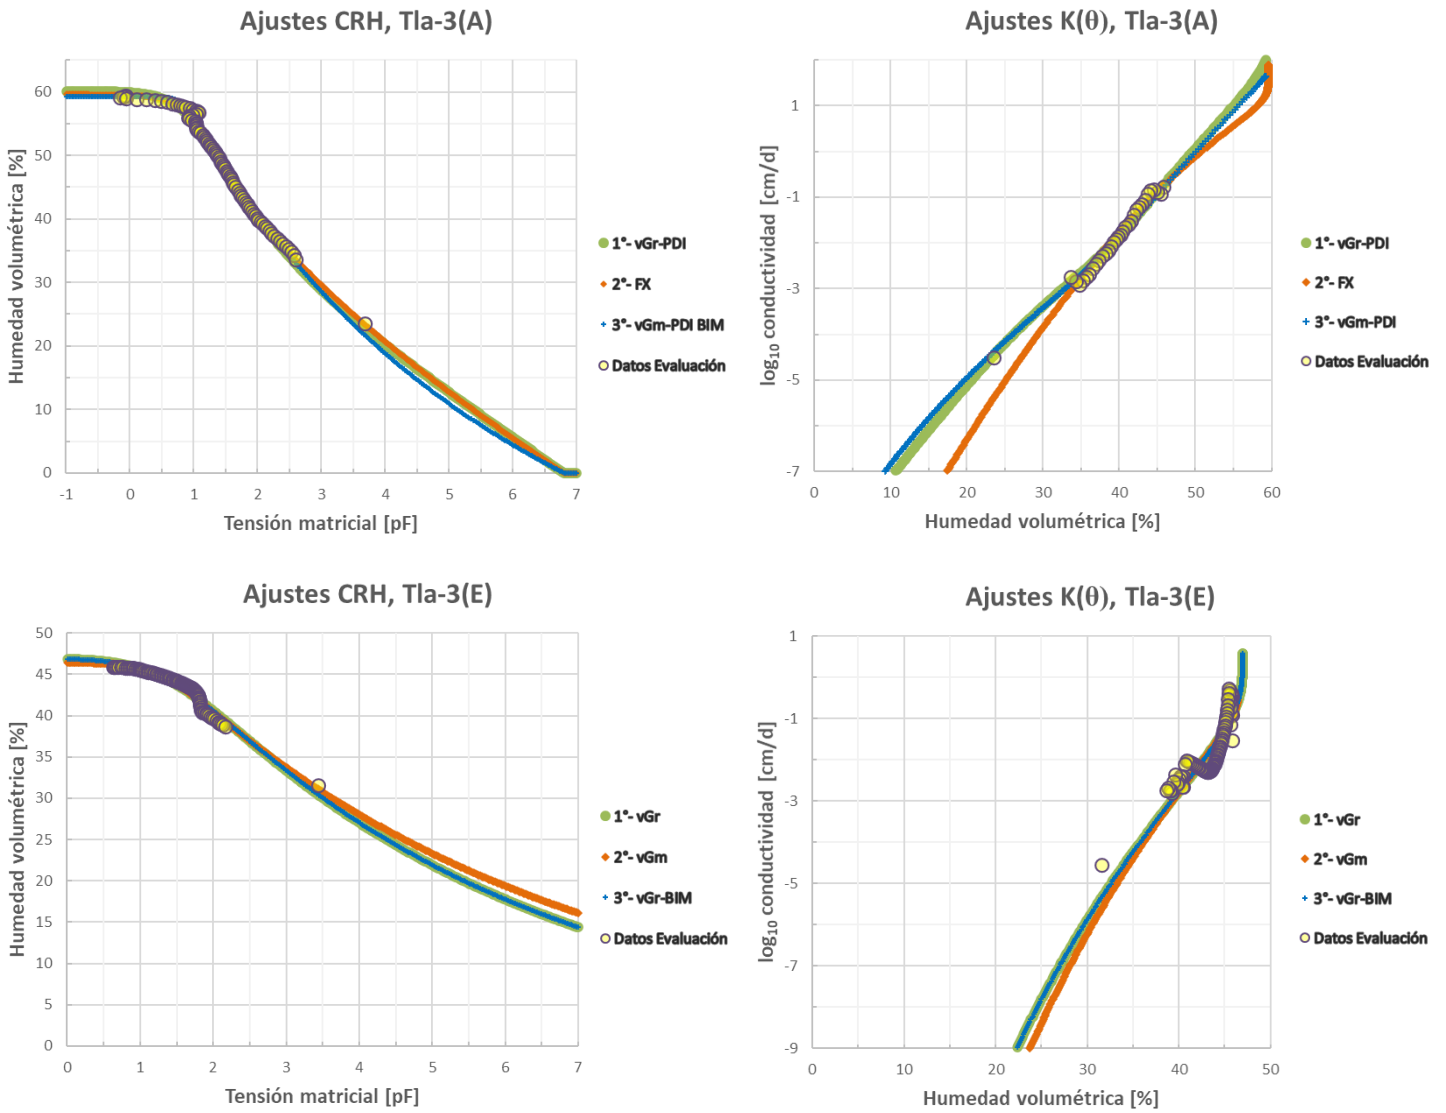 Ajustes CRH, Tla-3(A)
Humedad volumétrica [%]
60
50
40
30
20
10
0
-1 0 1 2 3 4 5 6 7
Tensión matricial [pF]
1°- vGr-PDI
2°- FX
3°- vGm-PDI BIM
Datos Evaluación
Ajustes K(θ), Tla-3(A)
log10 conductividad [cm/d]
1
-1
-3
-5
-7
0 10 20 30 40 50 60
Humedad volumétrica [%]
1°- vGr-PDI
2°- FX
3°- vGm-PDI
Datos Evaluación
Ajustes CRH, Tla-3(E)
Humedad volumétrica [%]
50
45
40
35
30
25
20
15
10
5
0
0 1 2 3 4 5 6 7
Tensión matricial [pF]
1°- vGr
2°- vGm
3°- vGr-BIM
Datos Evaluación
Ajustes K(θ), Tla-3(E)
log10 conductividad [cm/d]
1
-1
-3
-5
-7
-9
0 10 20 30 40 50
Humedad volumétrica [%]
1°- vGr
2°- vGm
3°- vGr-BIM
Datos Evaluación